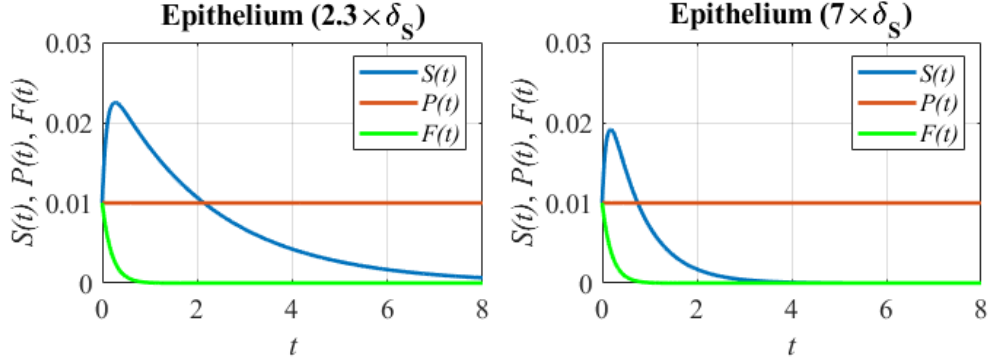 Epithelium (2.3×δS)
S(t), P(t), F(t)
0.03
0.02
0.01
0
0 2 4 6 8
t
S(t)
P(t)
F(t)
Epithelium (7×δS)
S(t), P(t), F(t)
0.03
0.02
0.01
0
0 2 4 6 8
t
S(t)
P(t)
F(t)